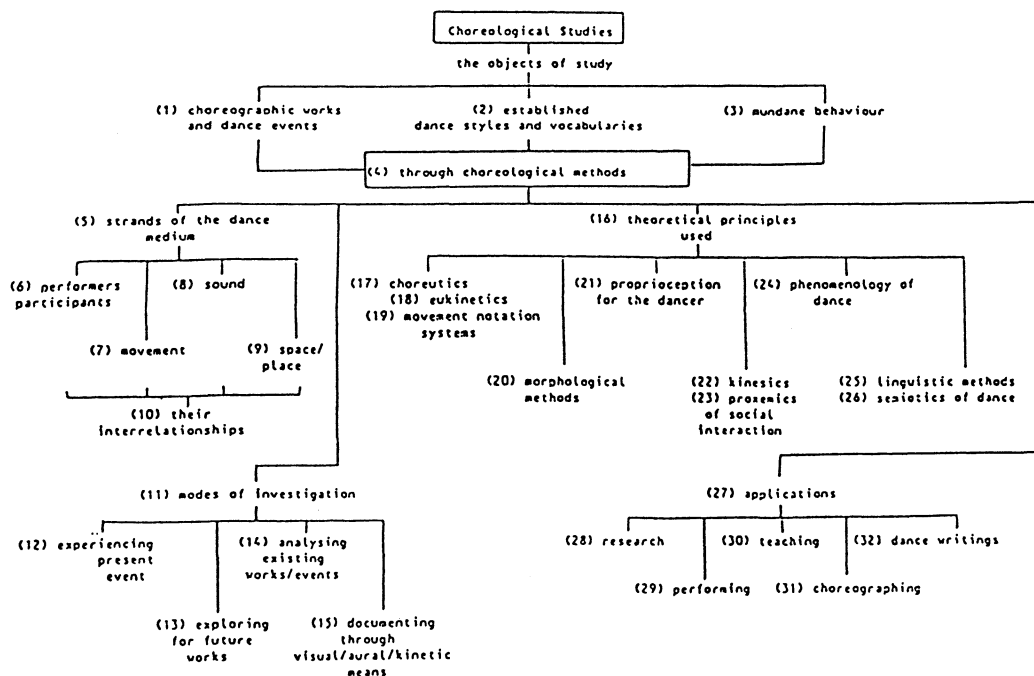 Choreological Studies
the objects of study
(1) choreographic works
and dance events
(2) established
dance styles and vocabularies
(3) mundane behaviour
(4) through choreological methods
(5) strands of the dance
medium
(6) performers
participants
(7) movement
(8) sound
(9) space/
place
(10) their
interrelationships
(11) modes of investigation
(12) experiencing
present
event
(13) exploring
for future
works
(14) analysing
existing
works/events
(15) documenting
through
visual/aural/kinetic
means
(16) theoretical principles
used
(17) choreutics
(18) eukinetics
(19) movement notation
systems
(20) morphological
methods
(21) proprioception
for the dancer
(22) kinesics
(23) proxemics
of social
interaction
(24) phenomenology of
dance
(25) linguistic methods
(26) semiotics of dance
(27) applications
(28) research
(29) performing
(30) teaching
(31) choreographing
(32) dance writings